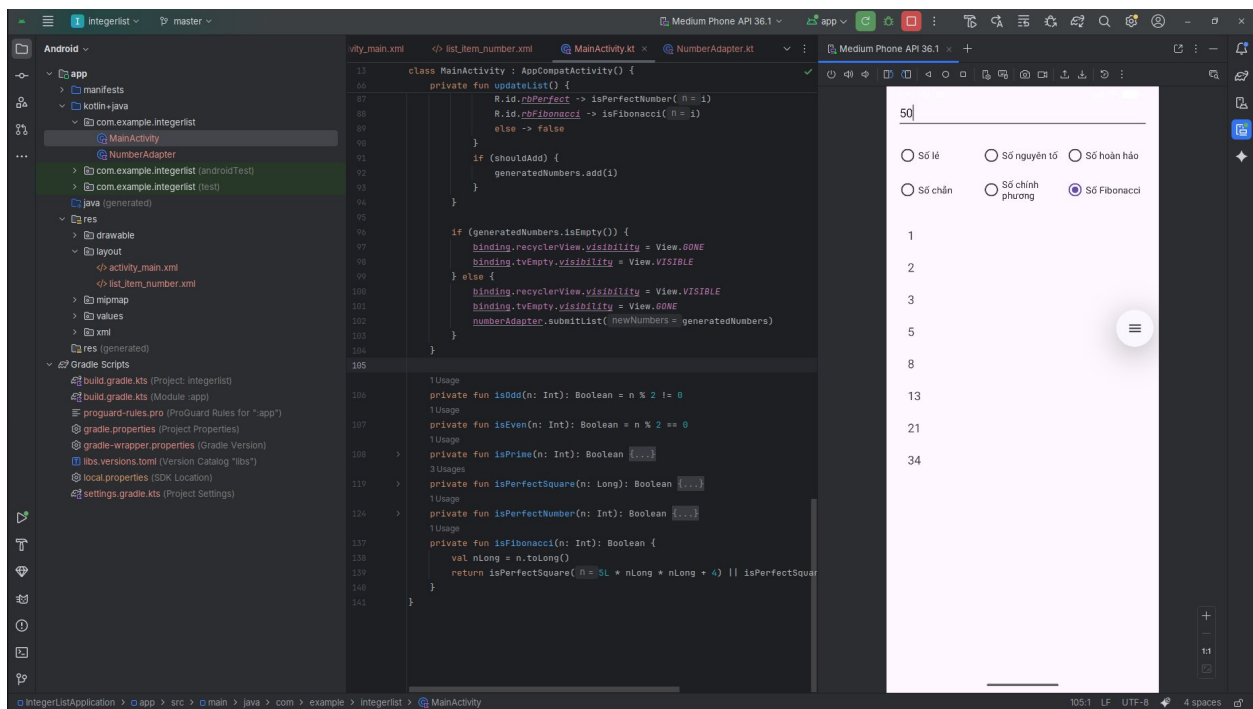 integerlist
master
Medium Phone API 36.1
app
Android
app
manifests
kotlin+java
com.example.integerlist
MainActivity
NumberAdapter
com.example.integerlist (androidTest)
com.example.integerlist (test)
java (generated)
res
drawable
layout
activity_main.xml
list_item_number.xml
mipmap
values
xml
res (generated)
Gradle Scripts
build.gradle.kts (Project: integerlist)
build.gradle.kts (Module :app)
proguard-rules.pro (ProGuard Rules for ":app")
gradle.properties (Project Properties)
gradle-wrapper.properties (Gradle Version)
libs.versions.toml (Version Catalog "libs")
local.properties (SDK Location)
settings.gradle.kts (Project Settings)
vity_main.xml
list_item_number.xml
MainActivity.kt
NumberAdapter.kt
13 class MainActivity : AppCompatActivity() {
66 private fun updateList() {
87 R.id.rbPerfect -> isPerfectNumber( n = i)
88 R.id.rbFibonacci -> isFibonacci( n = i)
89 else -> false
90 }
91 if (shouldAdd) {
92 generatedNumbers.add(i)
93 }
94 }
95
96 if (generatedNumbers.isEmpty()) {
97 binding.recyclerView.visibility = View.GONE
98 binding.tvEmpty.visibility = View.VISIBLE
99 } else {
100 binding.recyclerView.visibility = View.VISIBLE
101 binding.tvEmpty.visibility = View.GONE
102 numberAdapter.submitList( newNumbers = generatedNumbers)
103 }
104 }
105
1 Usage
106 private fun isOdd(n: Int): Boolean = n % 2 != 0
1 Usage
107 private fun isEven(n: Int): Boolean = n % 2 == 0
1 Usage
108 private fun isPrime(n: Int): Boolean {...}
3 Usages
119 private fun isPerfectSquare(n: Long): Boolean {...}
1 Usage
124 private fun isPerfectNumber(n: Int): Boolean {...}
1 Usage
137 private fun isFibonacci(n: Int): Boolean {
138 val nLong = n.toLong()
139 return isPerfectSquare( n = 5L * nLong * nLong + 4) || isPerfectSquar
140 }
141 }
Medium Phone API 36.1
50
Số lẻ
Số nguyên tố
Số hoàn hảo
Số chẵn
Số chính
phương
Số Fibonacci
1
2
3
5
8
13
21
34
1:1
IntegerListApplication > app > src > main > java > com > example > integerlist > MainActivity
105:1 LF UTF-8 4 spaces